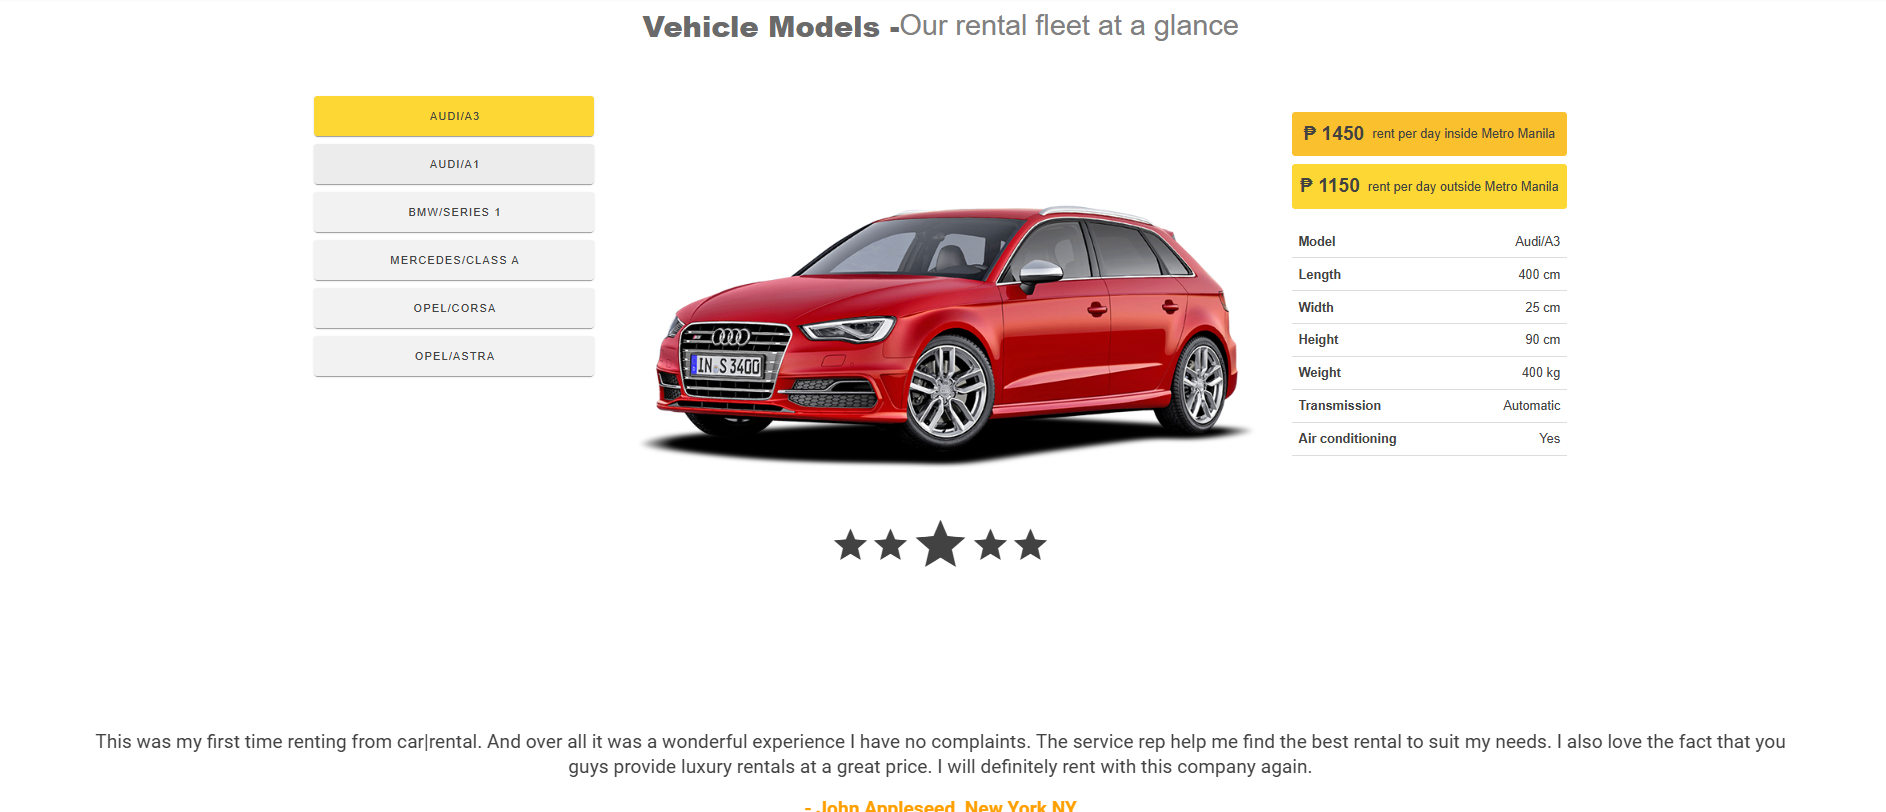 Vehicle Models -Our rental fleet at a glance
AUDI/A3
AUDI/A1
BMW/SERIES 1
MERCEDES/CLASS A
OPEL/CORSA
OPEL/ASTRA
IN S 3400
₱ 1450 rent per day inside Metro Manila
₱ 1150 rent per day outside Metro Manila
Model Audi/A3
Length 400 cm
Width 25 cm
Height 90 cm
Weight 400 kg
Transmission Automatic
Air conditioning Yes
This was my first time renting from car|rental. And over all it was a wonderful experience I have no complaints. The service rep help me find the best rental to suit my needs. I also love the fact that you
guys provide luxury rentals at a great price. I will definitely rent with this company again.
- John Appleseed, New York NY